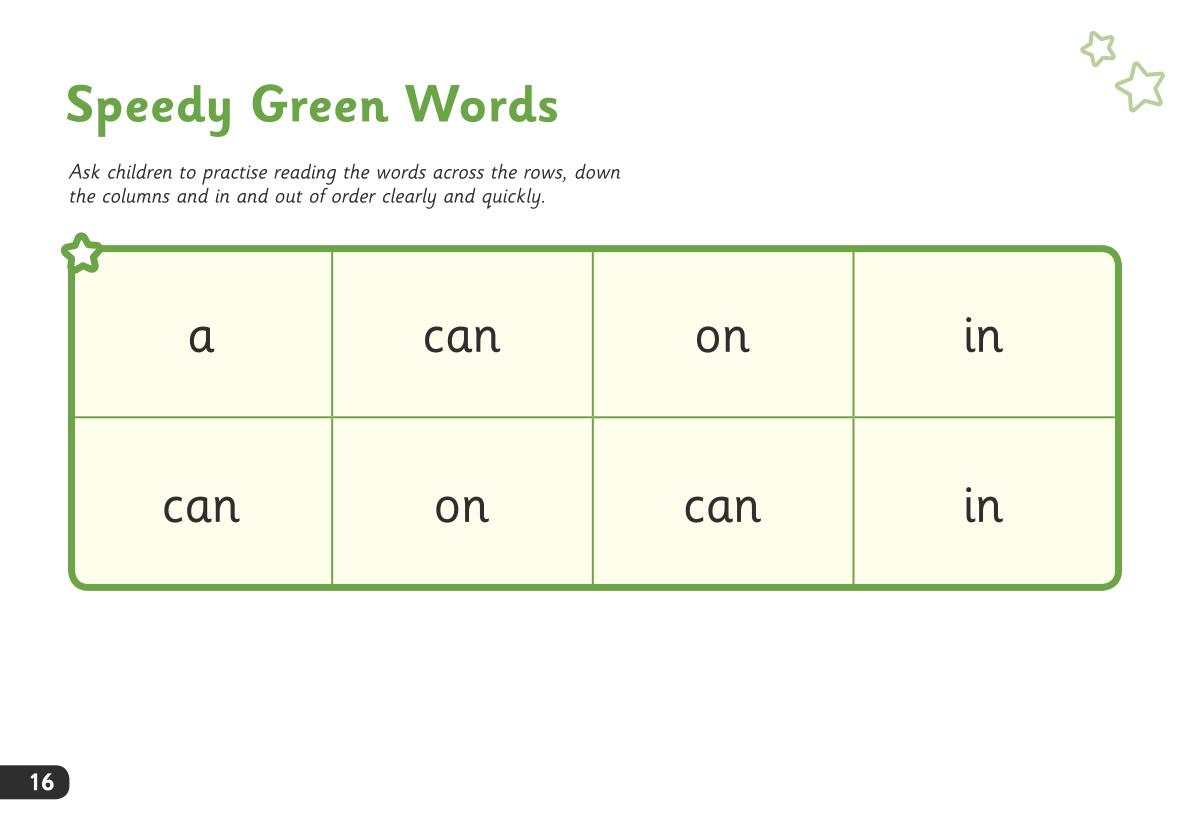 Speedy Green Words
Ask children to practise reading the words across the rows, down
the columns and in and out of order clearly and quickly.
a can on in
can on can in
16